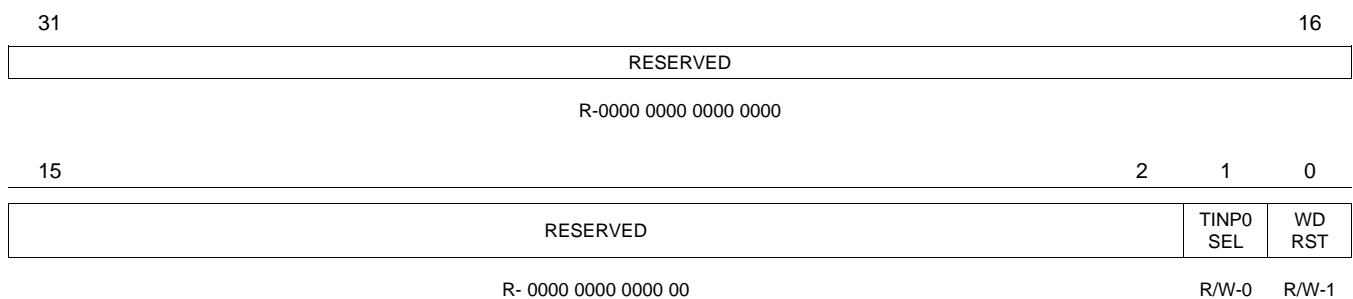 31 16
RESERVED
R-0000 0000 0000 0000
15 2 1 0
RESERVED TINP0 SEL WD RST
R- 0000 0000 0000 00 R/W-0 R/W-1